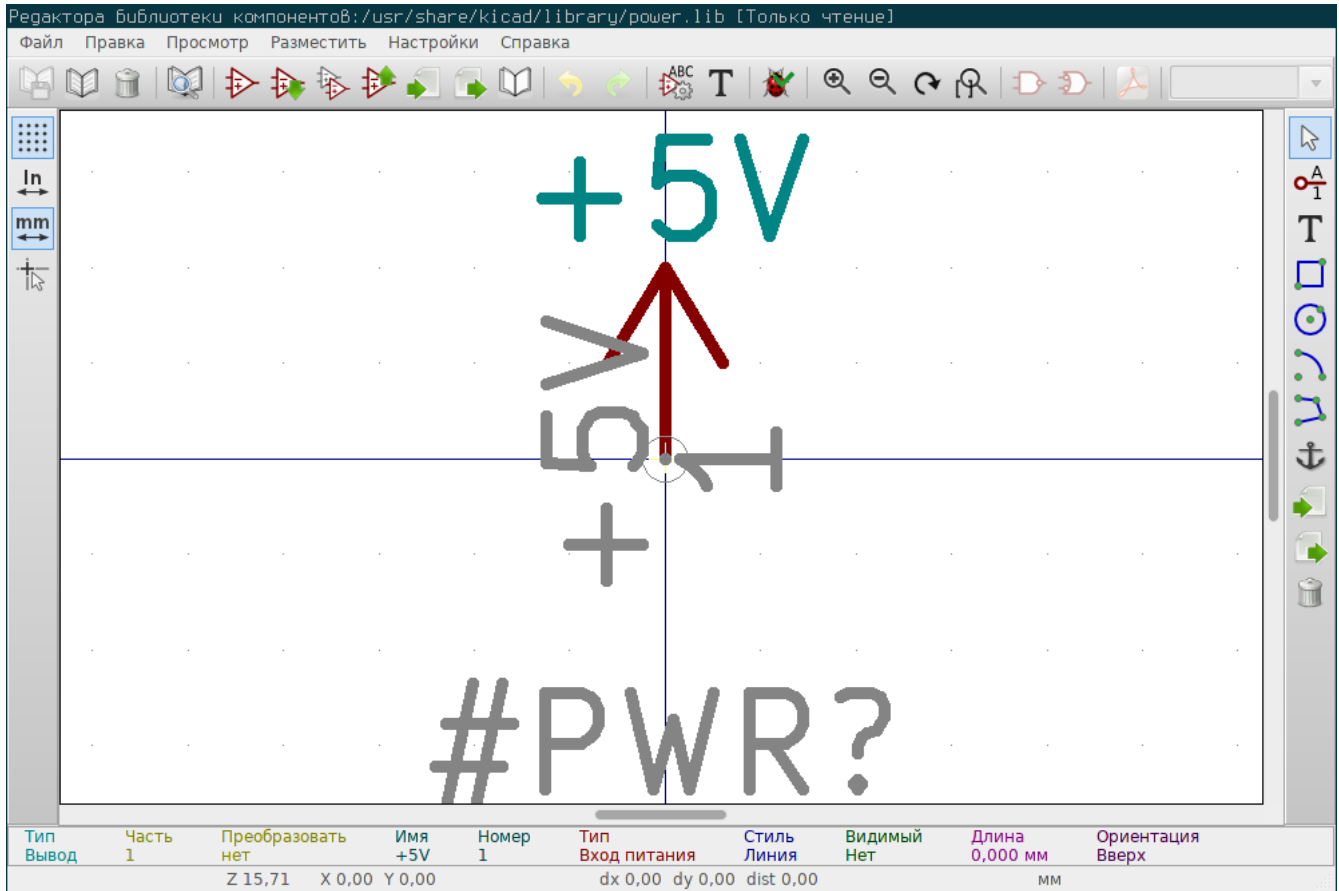 Редактора библиотеки компонентов:/usr/share/kicad/library/power.lib [Только чтение]
Файл Правка Просмотр Разместить Настройки Справка
ABC T
In
mm
A
1
T
+5V
+5V
1
#PWR?
Тип Часть Преобразовать Имя Номер Тип Стиль Видимый Длина Ориентация
Вывод 1 нет +5V 1 Вход питания Линия Нет 0,000 мм Вверх
Z 15,71 X 0,00 Y 0,00 dx 0,00 dy 0,00 dist 0,00 мм